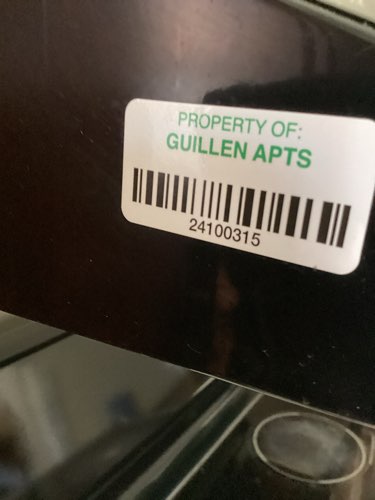 PROPERTY OF:
GUILLEN APTS
24100315